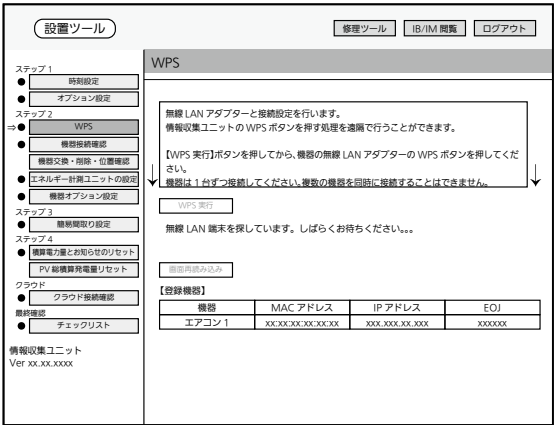 設置ツール
修理ツール
IB/IM 閲覧
ログアウト
ステップ 1
● 時刻設定
● オプション設定
ステップ 2
⇒● WPS
● 機器接続確認
機器交換・削除・位置確認
● エネルギー計測ユニットの設定
● 機器オプション設定
ステップ 3
●簡易間取り設定
ステップ 4
● 積算電力量とお知らせのリセット
PV 総積算発電量リセット
クラウド
● クラウド接続確認
最終確認
● チェックリスト
情報収集ユニット
Ver xx.xx.xxxx
WPS
無線 LAN アダプターと接続設定を行います。
情報収集ユニットの WPS ボタンを押す処理を遠隔で行うことができます。
【WPS 実行】ボタンを押してから、機器の無線 LAN アダプターの WPS ボタンを押してくだ
さい。
機器は 1 台ずつ接続してください。複数の機器を同時に接続することはできません。
↓ ↓
WPS 実行
無線 LAN 端末を探しています。しばらくお待ちください。。。
画面再読み込み
【登録機器】
機器 MAC アドレス IP アドレス EOJ
エアコン 1 xx:xx:xx:xx:xx:xx xxx.xxx.xx.xxx xxxxxx